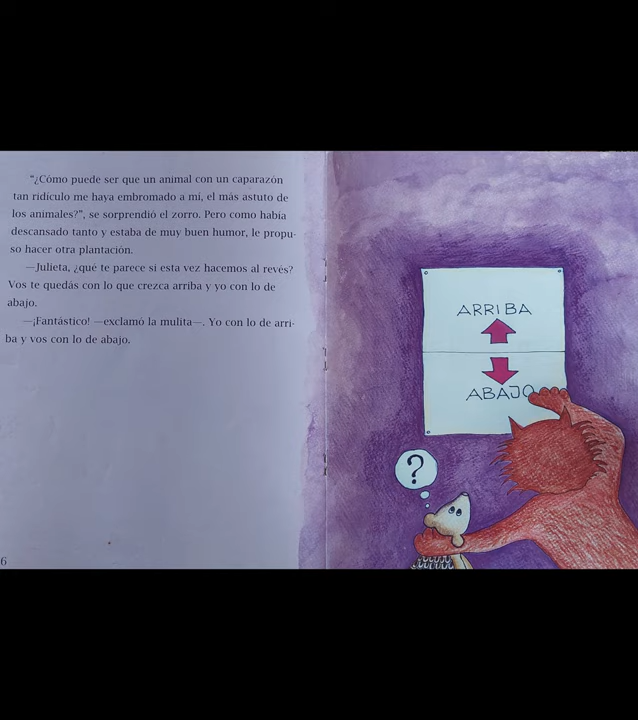 “¿Cómo puede ser que un animal con un caparazón
tan ridículo me haya embromado a mí, el más astuto de
los animales?”, se sorprendió el zorro. Pero como había
descansado tanto y estaba de muy buen humor, le propu-
so hacer otra plantación.
—Julieta, ¿qué te parece si esta vez hacemos al revés?
Vos te quedás con lo que crezca arriba y yo con lo de
abajo.
—¡Fantástico! —exclamó la mulita—. Yo con lo de arri-
ba y vos con lo de abajo.
6
ARRIBA
ABAJO
?